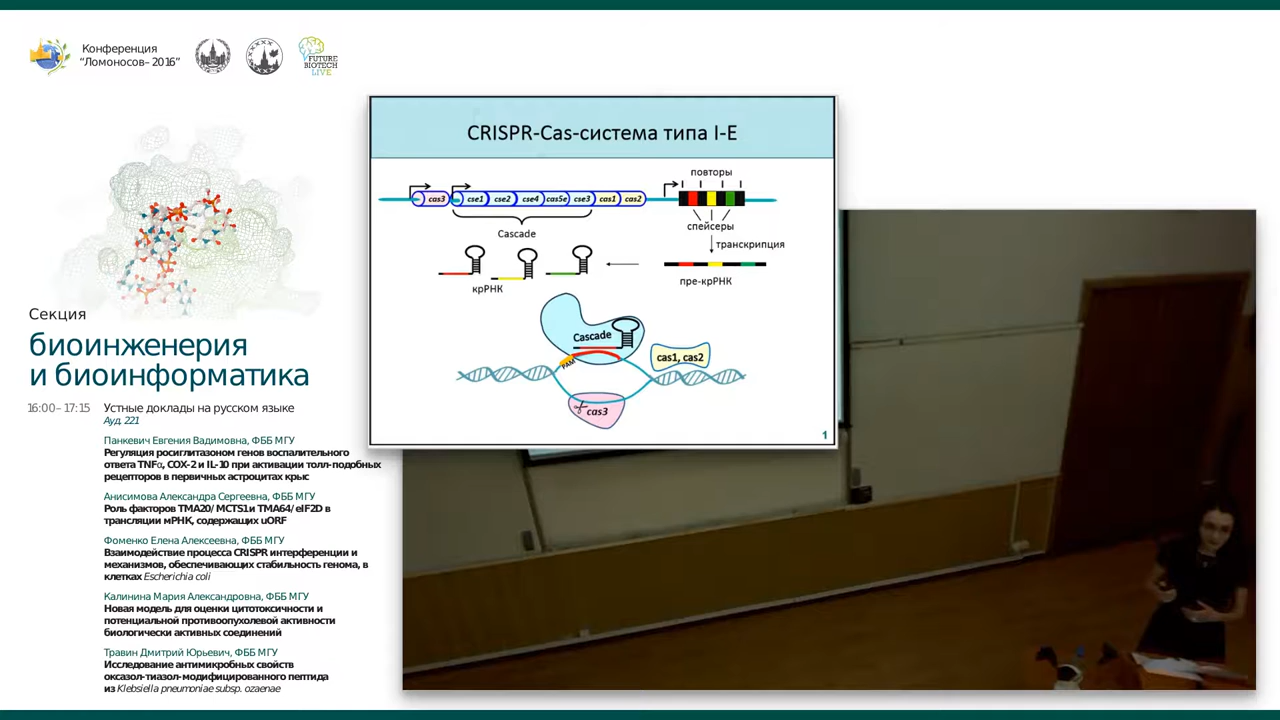 Конференция
“Ломоносов– 2016”
FUTURE
BIOTECH
LIVE
Секция
биоинженерия
и биоинформатика
16:00– 17:15 Устные доклады на русском языке
Ауд. 221
Панкевич Евгения Вадимовна, ФББ МГУ
Регуляция росиглитазоном генов воспалительного
ответа TNFα, COX-2 и IL-10 при активации толл-подобных
рецепторов в первичных астроцитах крыс
Анисимова Александра Сергеевна, ФББ МГУ
Роль факторов TMA20/ MCTS1 и TMA64/ eIF2D в
трансляции мРНК, содержащих uORF
Фоменко Елена Алексеевна, ФББ МГУ
Взаимодействие процесса CRISPR интерференции и
механизмов, обеспечивающих стабильность генома, в
клетках Escherichia coli
Калинина Мария Александровна, ФББ МГУ
Новая модель для оценки цитотоксичности и
потенциальной противоопухолевой активности
биологически активных соединений
Травин Дмитрий Юрьевич, ФББ МГУ
Исследование антимикробных свойств
оксазол-тиазол-модифицированного пептида
из Klebsiella pneumoniae subsp. ozaenae
CRISPR-Cas-система типа I-E
повторы
cas3 cse1 cse2 cse4 cas5e cse3 cas1 cas2
спейсеры
Cascade
транскрипция
крРНК
пре-крРНК
Cascade
PAM
cas1, cas2
cas3
1